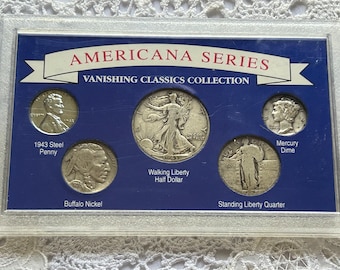 AMERICANA SERIES
VANISHING CLASSICS COLLECTION
1943 Steel
Penny
Mercury
Dime
Walking Liberty
Half Dollar
Buffalo Nickel
Standing Liberty Quarter